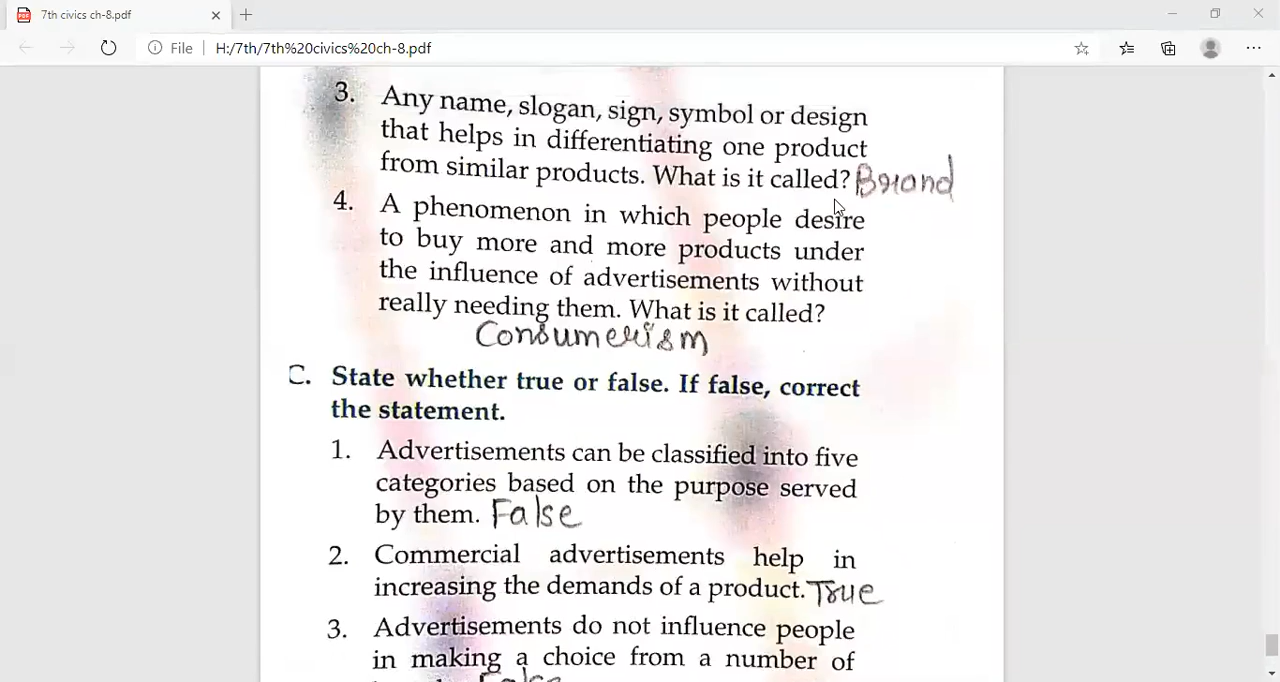 7th civics ch-8.pdf
File H:/7th/7th%20civics%20ch-8.pdf
3. Any name, slogan, sign, symbol or design
that helps in differentiating one product
from similar products. What is it called? Brand
4. A phenomenon in which people desire
to buy more and more products under
the influence of advertisements without
really needing them. What is it called?
Consumerism
C. State whether true or false. If false, correct
the statement.
1. Advertisements can be classified into five
categories based on the purpose served
by them. False
2. Commercial advertisements help in
increasing the demands of a product. True
3. Advertisements do not influence people
in making a choice from a number of